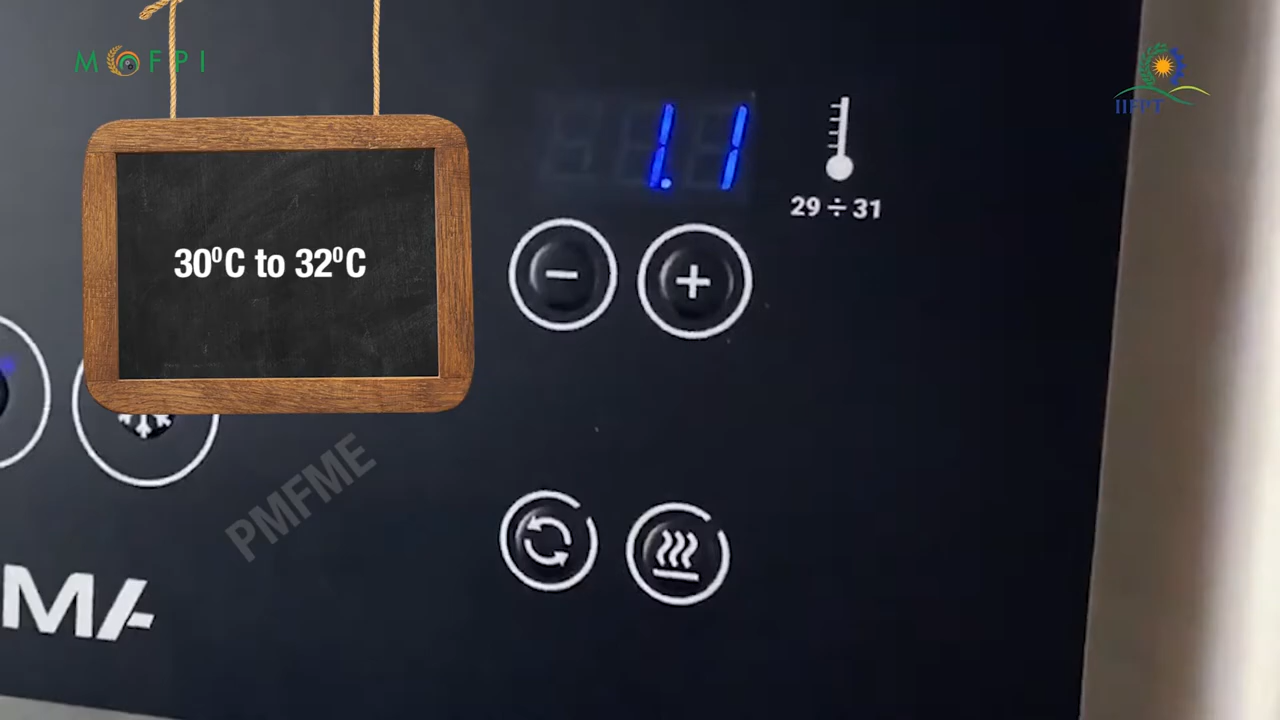 MOFPI
IIFPT
1.1
29 ÷ 31
30⁰C to 32⁰C
PMFME
MA